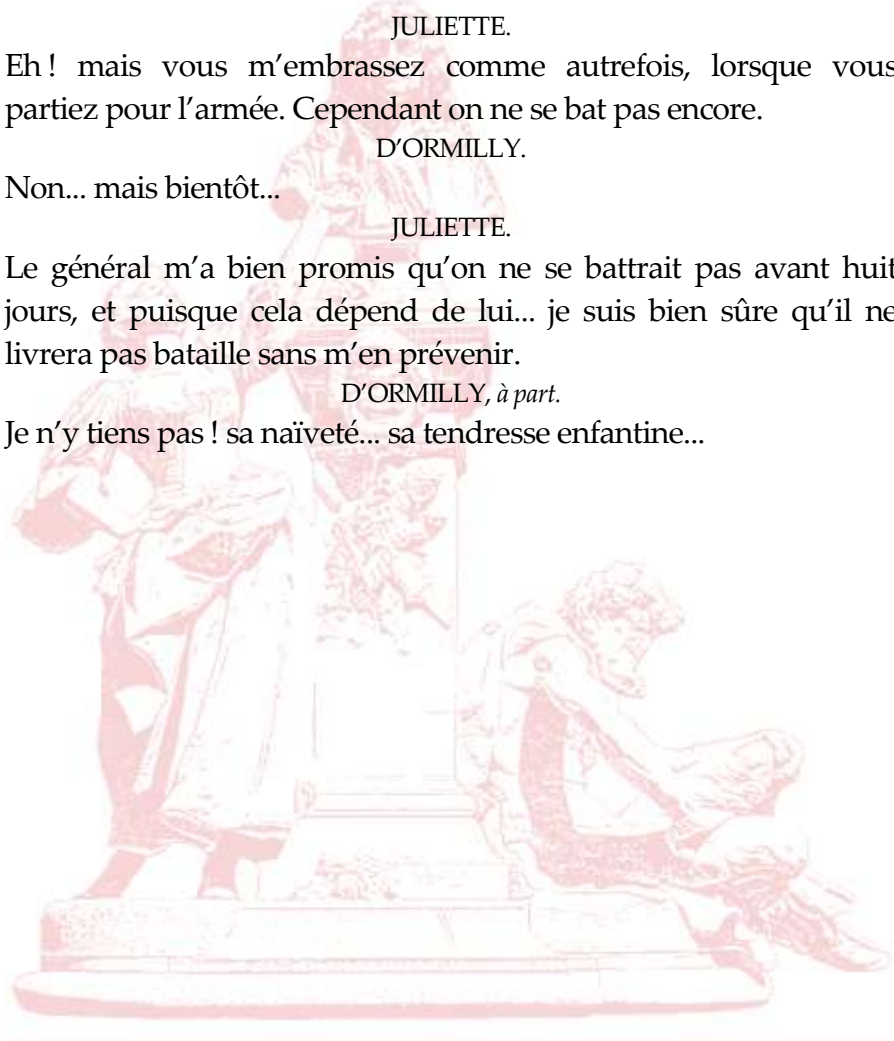 JULIETTE.
Eh ! mais vous m’embrassez comme autrefois, lorsque vous
partiez pour l’armée. Cependant on ne se bat pas encore.
D’ORMILLY.
Non... mais bientôt...
JULIETTE.
Le général m’a bien promis qu’on ne se battrait pas avant huit
jours, et puisque cela dépend de lui... je suis bien sûre qu’il ne
livrera pas bataille sans m’en prévenir.
D’ORMILLY, à part.
Je n’y tiens pas ! sa naïveté... sa tendresse enfantine...